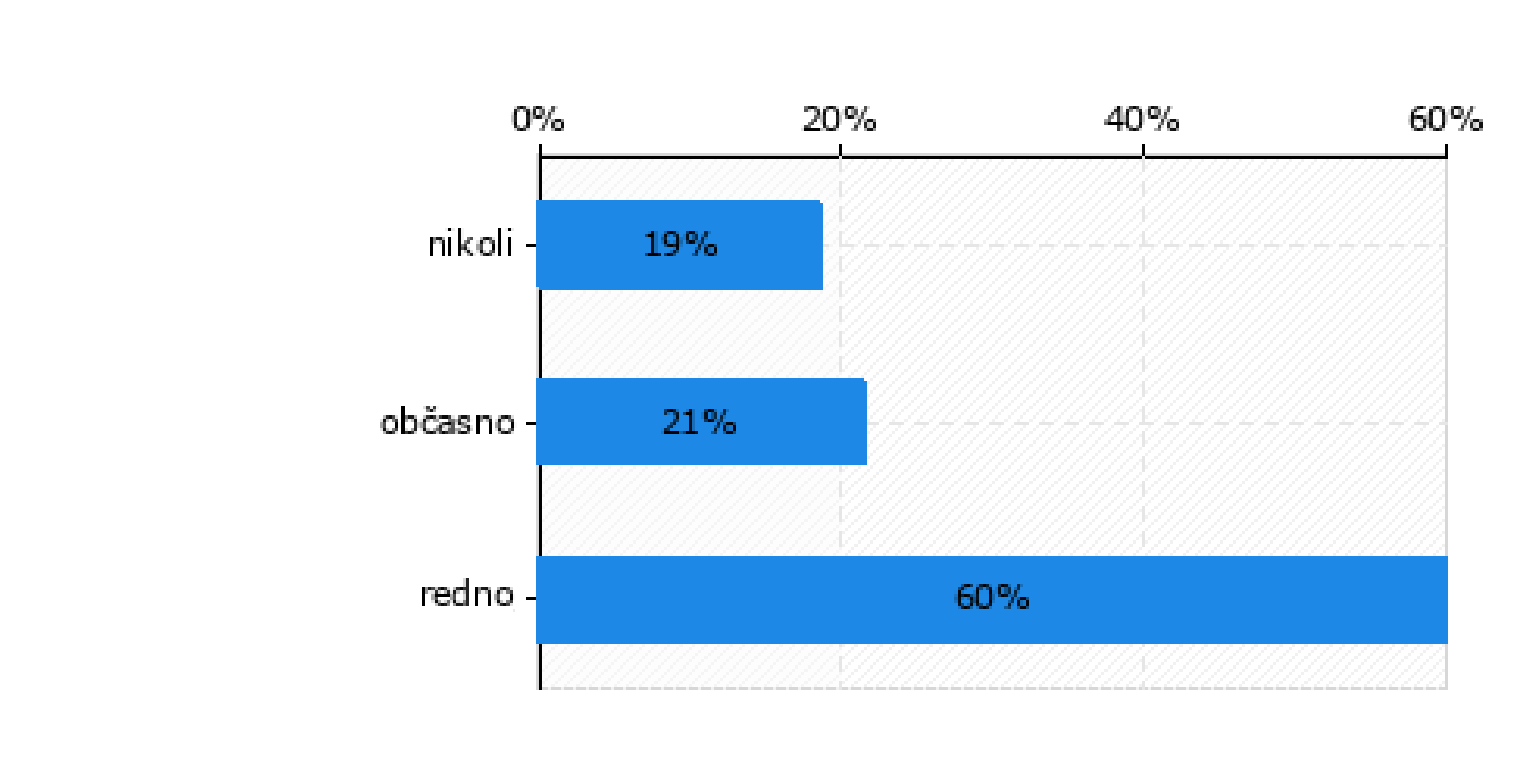 0% 20% 40% 60%
nikoli 19%
občasno 21%
redno 60%